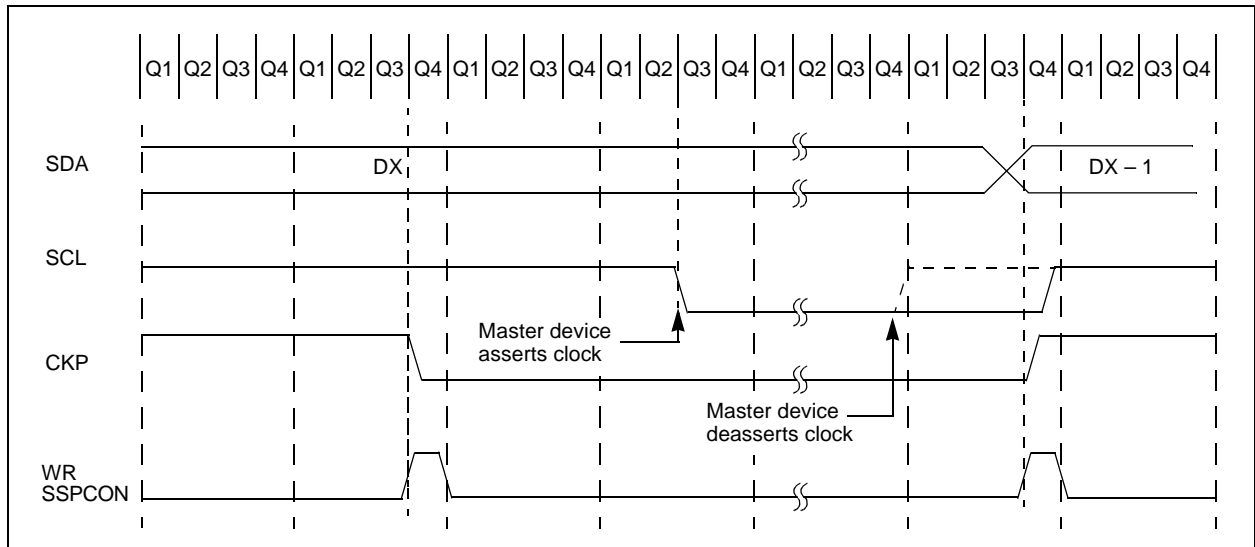 Q1 Q2 Q3 Q4 Q1 Q2 Q3 Q4 Q1 Q2 Q3 Q4 Q1 Q2 Q3 Q4 Q1 Q2 Q3 Q4 Q1 Q2 Q3 Q4 Q1 Q2 Q3 Q4
SDA
DX
DX – 1
SCL
Master device
asserts clock
CKP
Master device
deasserts clock
WR
SSPCON